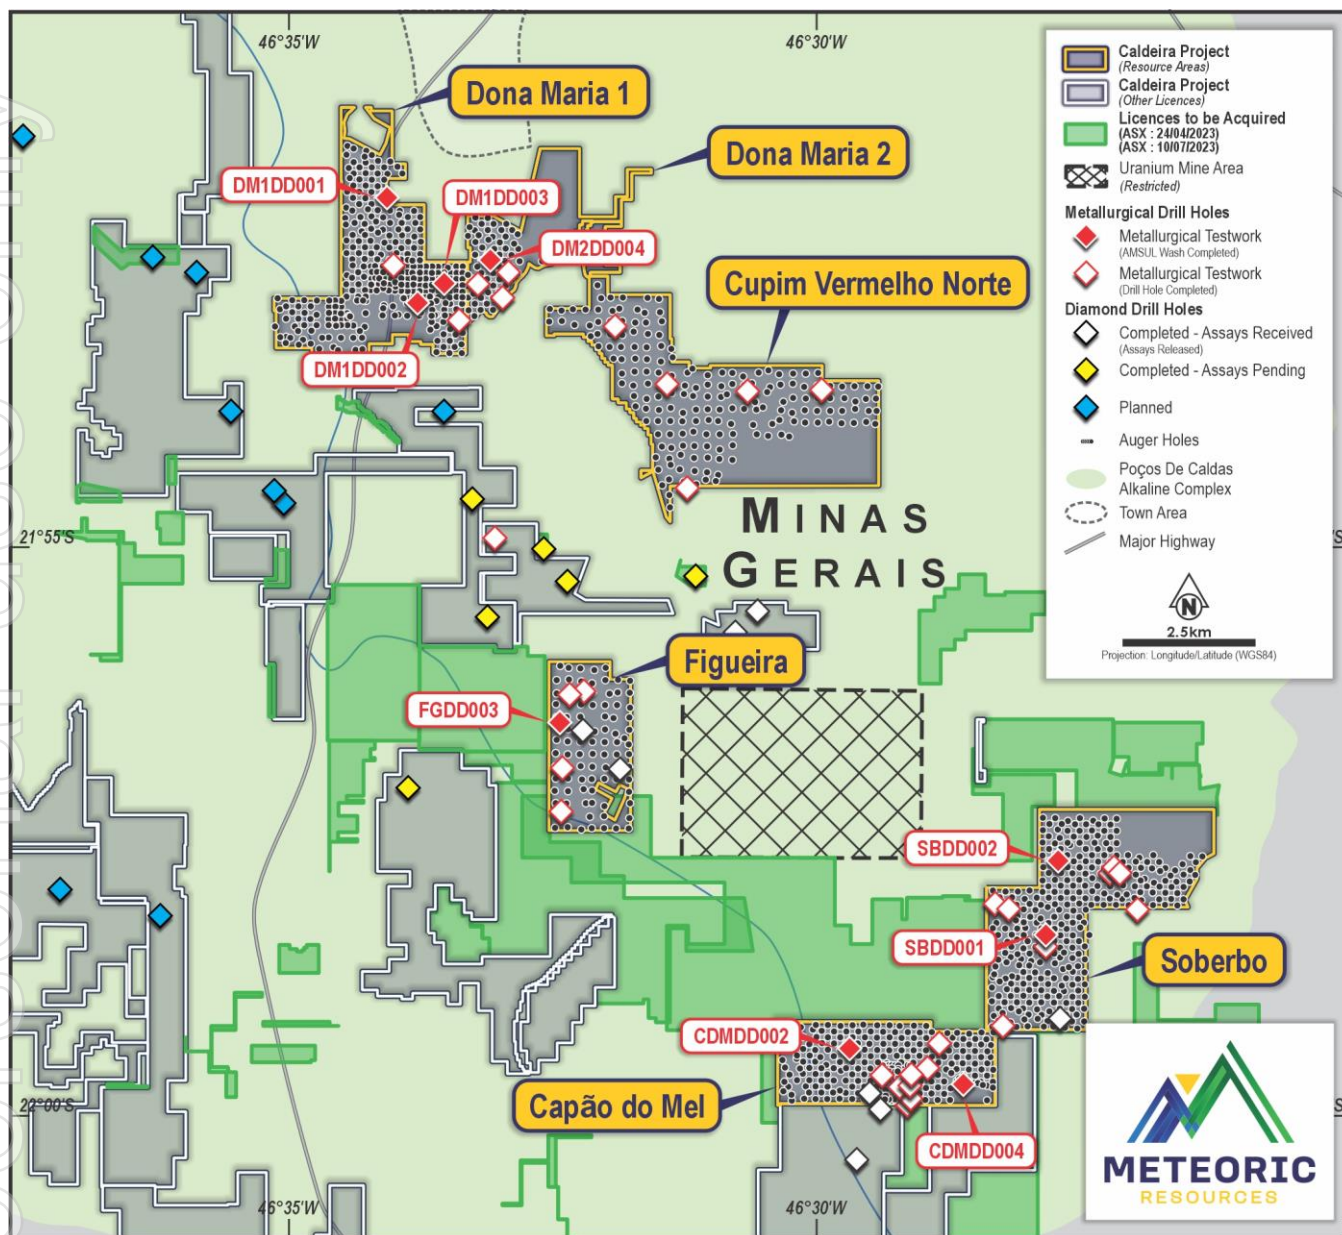 46°35'W
46°30'W
Dona Maria 1
Dona Maria 2
DM1DD001
DM1DD003
DM2DD004
Cupim Vermelho Norte
DM1DD002
21°55'S
MINAS
GERAIS
Figueira
FGDD003
SBDD002
SBDD001
Soberbo
CDMDD002
Capão do Mel
CDMDD004
22°00'S
46°35'W
46°30'W
Caldeira Project
(Resource Areas)
Caldeira Project
(Other Licences)
Licences to be Acquired
(ASX : 24/04/2023)
(ASX : 10/07/2023)
Uranium Mine Area
(Restricted)
Metallurgical Drill Holes
Metallurgical Testwork
(AMSUL Wash Completed)
Metallurgical Testwork
(Drill Hole Completed)
Diamond Drill Holes
Completed - Assays Received
(Assays Released)
Completed - Assays Pending
Planned
Auger Holes
Poços De Caldas
Alkaline Complex
Town Area
Major Highway
N
2.5km
Projection: Longitude/Latitude (WGS84)
METEORIC
RESOURCES